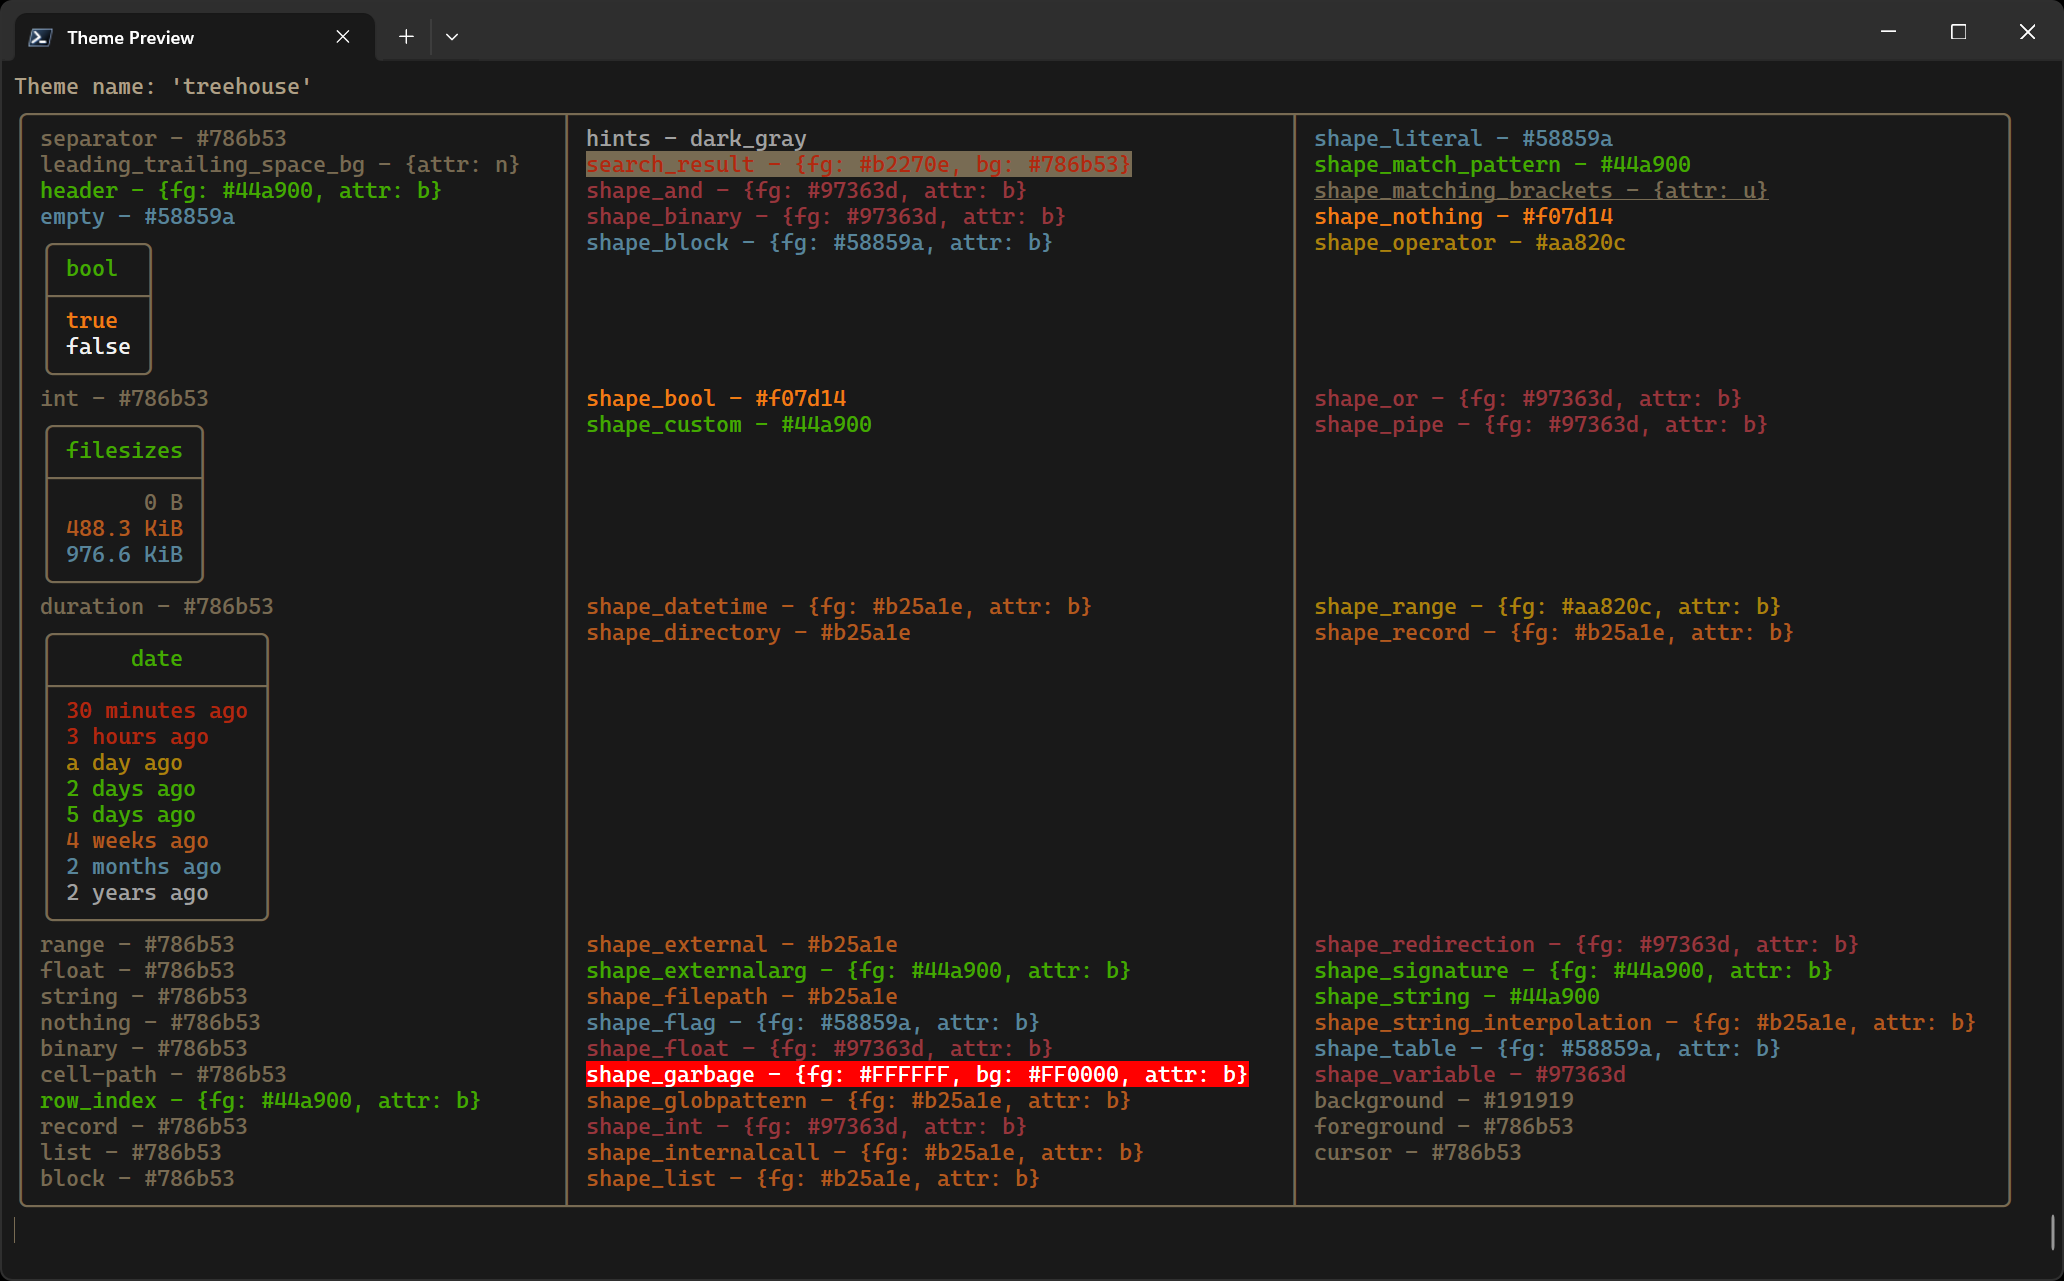 Theme Preview
Theme name: 'treehouse'
separator - #786b53
leading_trailing_space_bg - {attr: n}
header - {fg: #44a900, attr: b}
empty - #58859a
bool
true
false
int - #786b53
filesizes
0 B
488.3 KiB
976.6 KiB
duration - #786b53
date
30 minutes ago
3 hours ago
a day ago
2 days ago
5 days ago
4 weeks ago
2 months ago
2 years ago
range - #786b53
float - #786b53
string - #786b53
nothing - #786b53
binary - #786b53
cell-path - #786b53
row_index - {fg: #44a900, attr: b}
record - #786b53
list - #786b53
block - #786b53
hints - dark_gray
search_result - {fg: #b2270e, bg: #786b53}
shape_and - {fg: #97363d, attr: b}
shape_binary - {fg: #97363d, attr: b}
shape_block - {fg: #58859a, attr: b}
shape_bool - #f07d14
shape_custom - #44a900
shape_datetime - {fg: #b25a1e, attr: b}
shape_directory - #b25a1e
shape_external - #b25a1e
shape_externalarg - {fg: #44a900, attr: b}
shape_filepath - #b25a1e
shape_flag - {fg: #58859a, attr: b}
shape_float - {fg: #97363d, attr: b}
shape_garbage - {fg: #FFFFFF, bg: #FF0000, attr: b}
shape_globpattern - {fg: #b25a1e, attr: b}
shape_int - {fg: #97363d, attr: b}
shape_internalcall - {fg: #b25a1e, attr: b}
shape_list - {fg: #b25a1e, attr: b}
shape_literal - #58859a
shape_match_pattern - #44a900
shape_matching_brackets - {attr: u}
shape_nothing - #f07d14
shape_operator - #aa820c
shape_or - {fg: #97363d, attr: b}
shape_pipe - {fg: #97363d, attr: b}
shape_range - {fg: #aa820c, attr: b}
shape_record - {fg: #b25a1e, attr: b}
shape_redirection - {fg: #97363d, attr: b}
shape_signature - {fg: #44a900, attr: b}
shape_string - #44a900
shape_string_interpolation - {fg: #b25a1e, attr: b}
shape_table - {fg: #58859a, attr: b}
shape_variable - #97363d
background - #191919
foreground - #786b53
cursor - #786b53